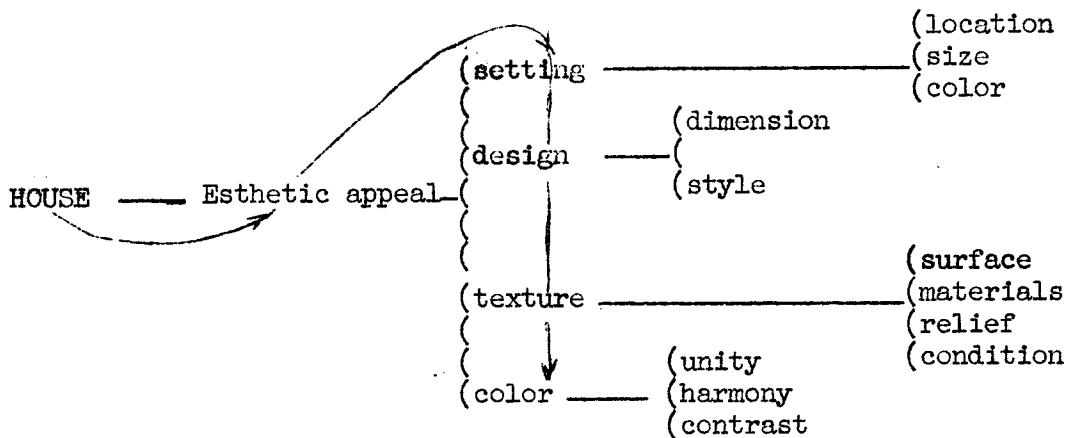 (location
(setting (size
(color
(dimension
(design (
(style
HOUSE Esthetic appeal
(surface
(texture (materials
(relief
(condition
(unity
(color (harmony
(contrast